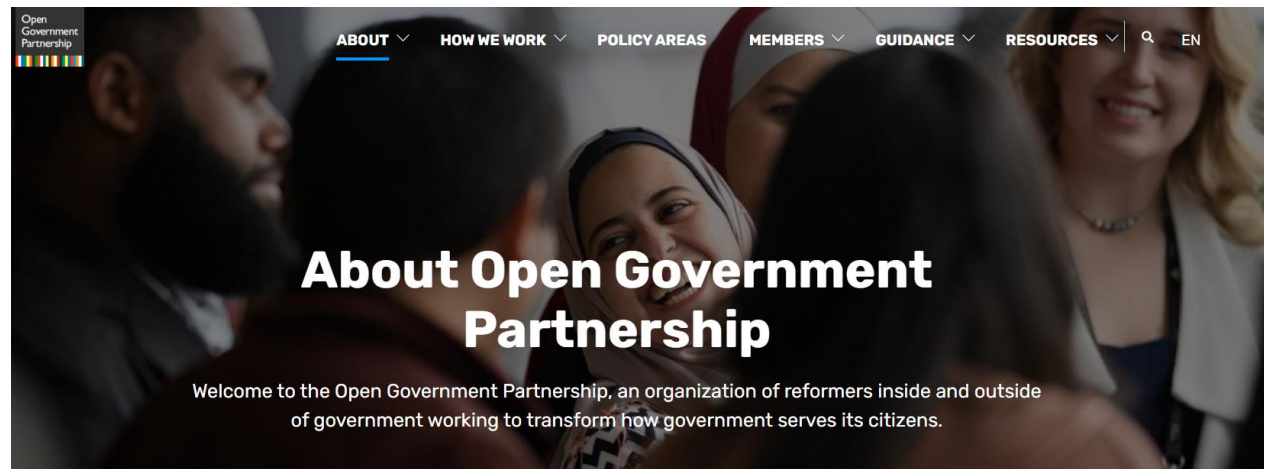 Open
Government
Partnership
ABOUT
HOW WE WORK
POLICY AREAS
MEMBERS
GUIDANCE
RESOURCES
EN
About Open Government
Partnership
Welcome to the Open Government Partnership, an organization of reformers inside and outside
of government working to transform how government serves its citizens.